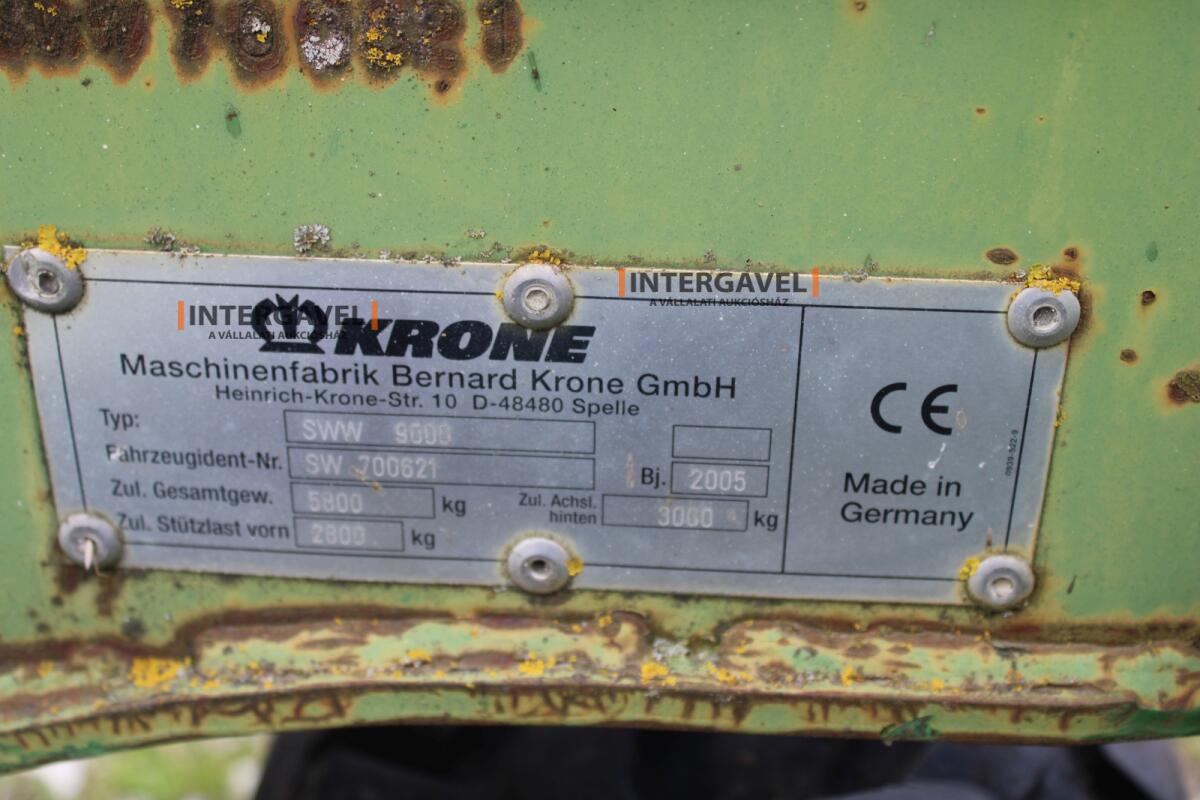 INTERGAVEL
A VÁLLALATI AUKCIÓSHÁZ
INTERGAVEL
A VÁLLALATI AUKCIÓSHÁZ
KRONE
Maschinenfabrik Bernard Krone GmbH
Heinrich-Krone-Str. 10 D-48480 Spelle
Typ: SWW 9000
Fahrzeugident-Nr. SW 700621 Bj. 2005
Zul. Gesamtgew. 5800 kg Zul. Achsl. hinten 3000 kg
Zul. Stützlast vorn 2800 kg
CE
Made in
Germany